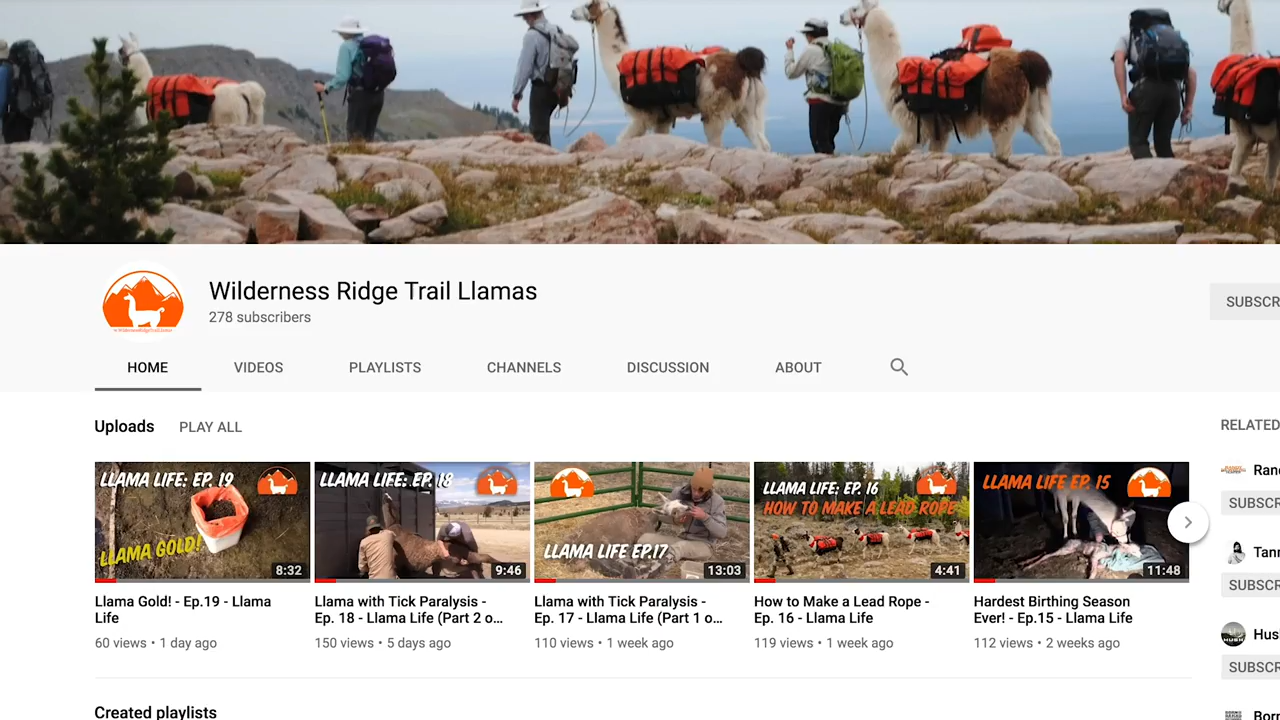 Wilderness Ridge Trail Llamas
278 subscribers
SUBSCR
HOME VIDEOS PLAYLISTS CHANNELS DISCUSSION ABOUT
Uploads PLAY ALL
RELATED
LLAMA LIFE: EP. 19
LLAMA GOLD!
8:32
LLAMA LIFE: EP. 18
9:46
LLAMA LIFE EP.17
13:03
LLAMA LIFE: EP. 16
HOW TO MAKE A LEAD ROPE
4:41
LLAMA LIFE EP. 15
11:48
Llama Gold! - Ep.19 - Llama
Life
60 views • 1 day ago
Llama with Tick Paralysis -
Ep. 18 - Llama Life (Part 2 o...
150 views • 5 days ago
Llama with Tick Paralysis -
Ep. 17 - Llama Life (Part 1 o...
110 views • 1 week ago
How to Make a Lead Rope -
Ep. 16 - Llama Life
119 views • 1 week ago
Hardest Birthing Season
Ever! - Ep.15 - Llama Life
112 views • 2 weeks ago
Ran
SUBSCR
Tan
SUBSCR
Hus
SUBSCR
Born
Created playlists